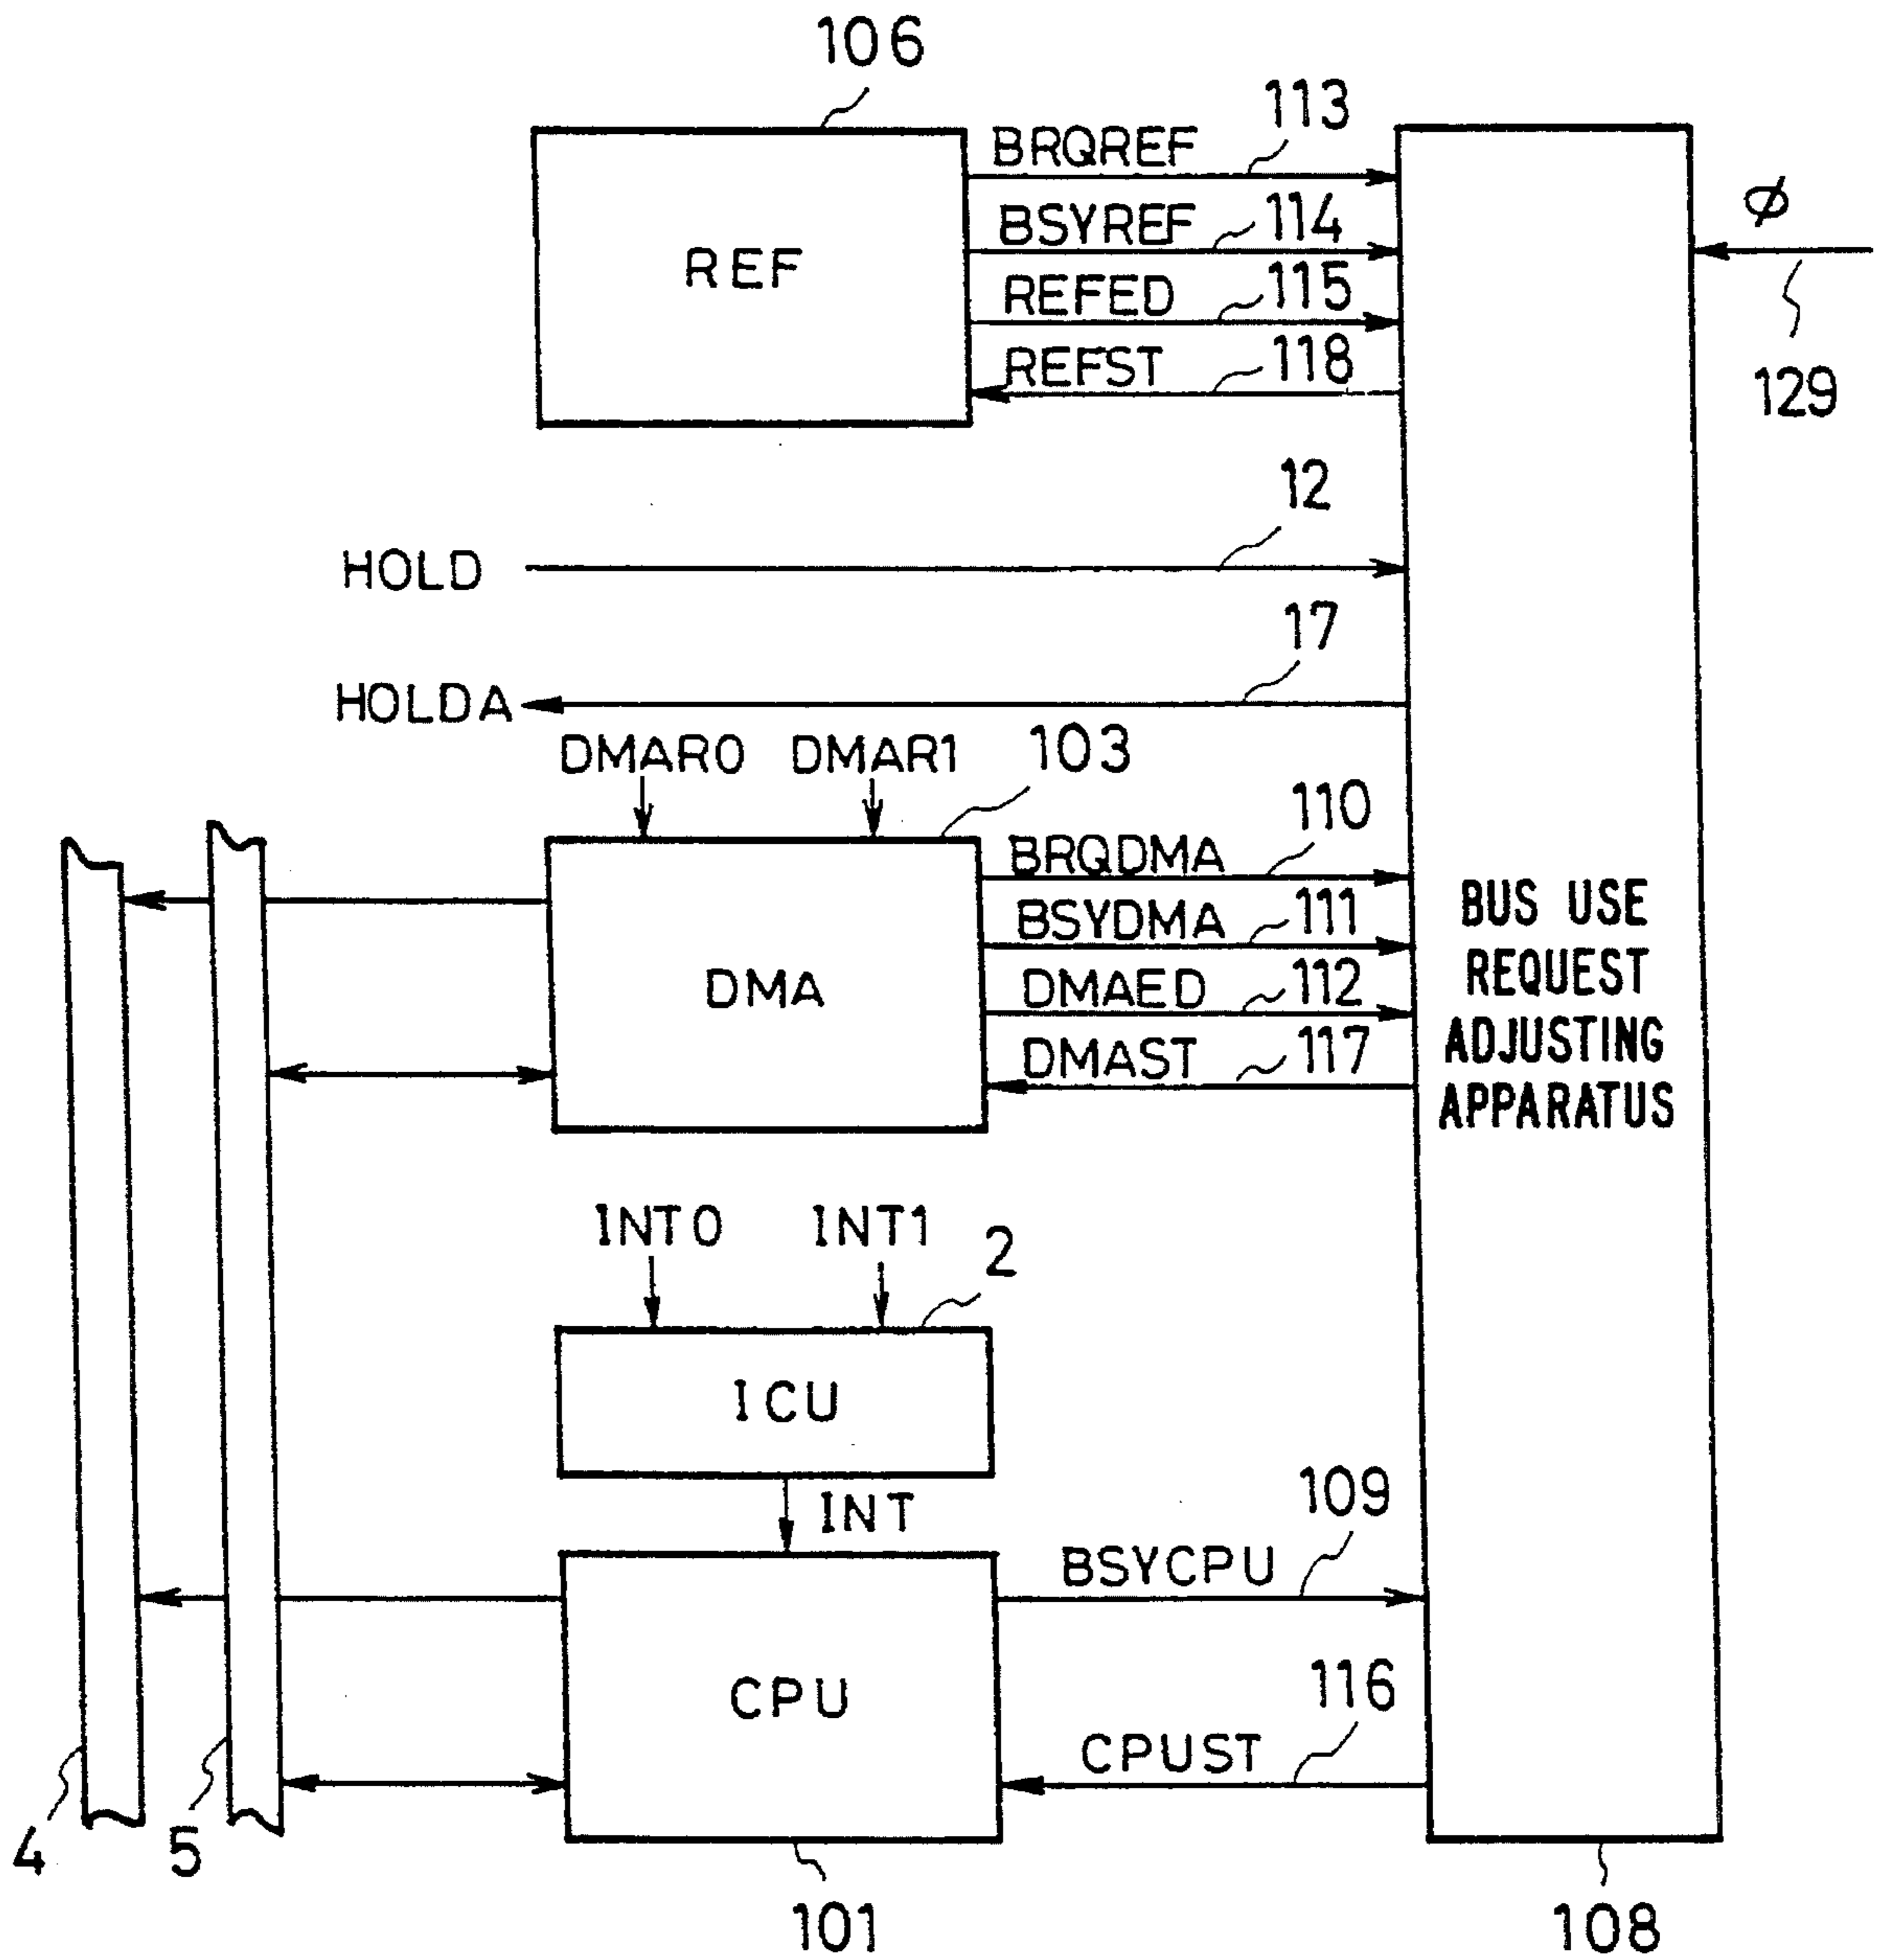 106
113
BRQREF
BSYREF 114
REF
REFED 115
REFST 118
φ
129
12
HOLD
17
HOLDA
DMAR0 DMAR1 103
110
BRQDMA
BSYDMA 111
DMA
DMAED 112
DMAST 117
BUS USE
REQUEST
ADJUSTING
APPARATUS
INT0 INT1 2
ICU
INT
109
BSYCPU
CPU
116
CPUST
4
5
101
108